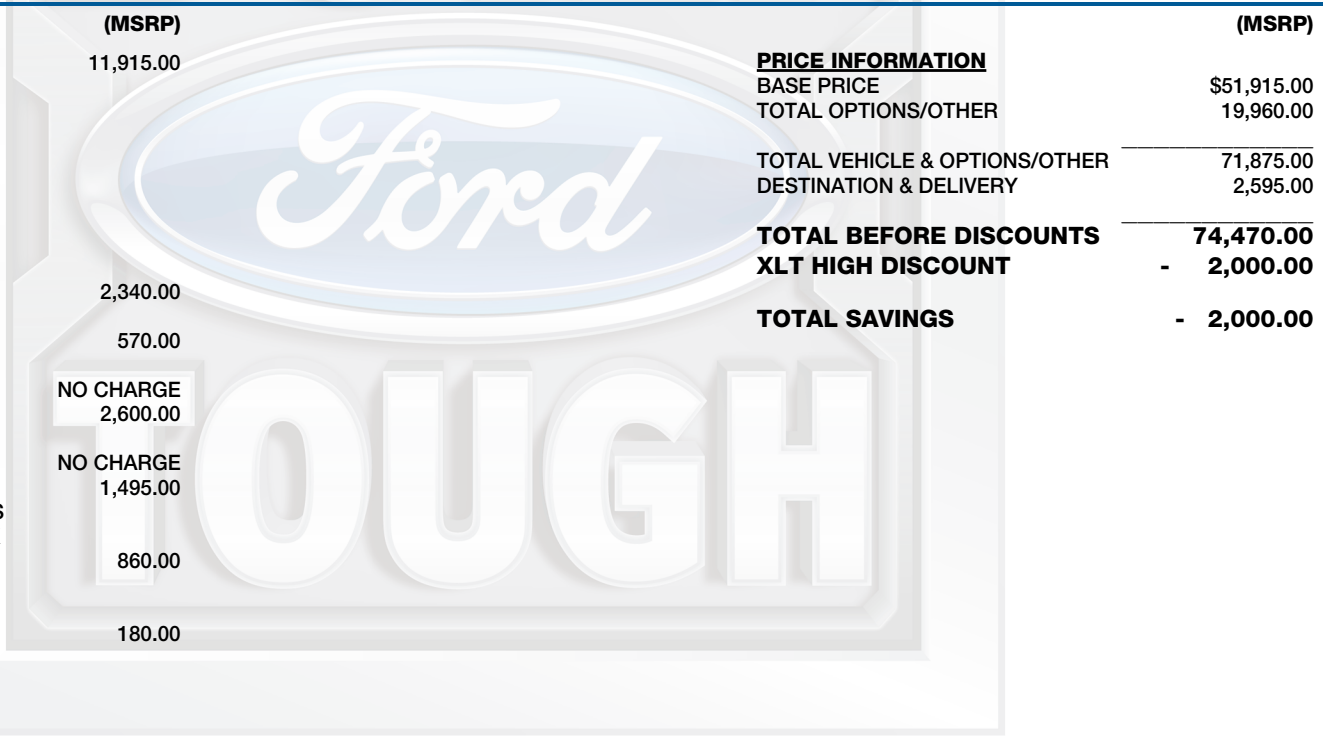 (MSRP)
11,915.00
2,340.00
570.00
NO CHARGE
2,600.00
NO CHARGE
1,495.00
S
860.00
180.00
Ford
TOUGH
(MSRP)
PRICE INFORMATION
BASE PRICE $51,915.00
TOTAL OPTIONS/OTHER 19,960.00
TOTAL VEHICLE & OPTIONS/OTHER 71,875.00
DESTINATION & DELIVERY 2,595.00
TOTAL BEFORE DISCOUNTS 74,470.00
XLT HIGH DISCOUNT - 2,000.00
TOTAL SAVINGS - 2,000.00